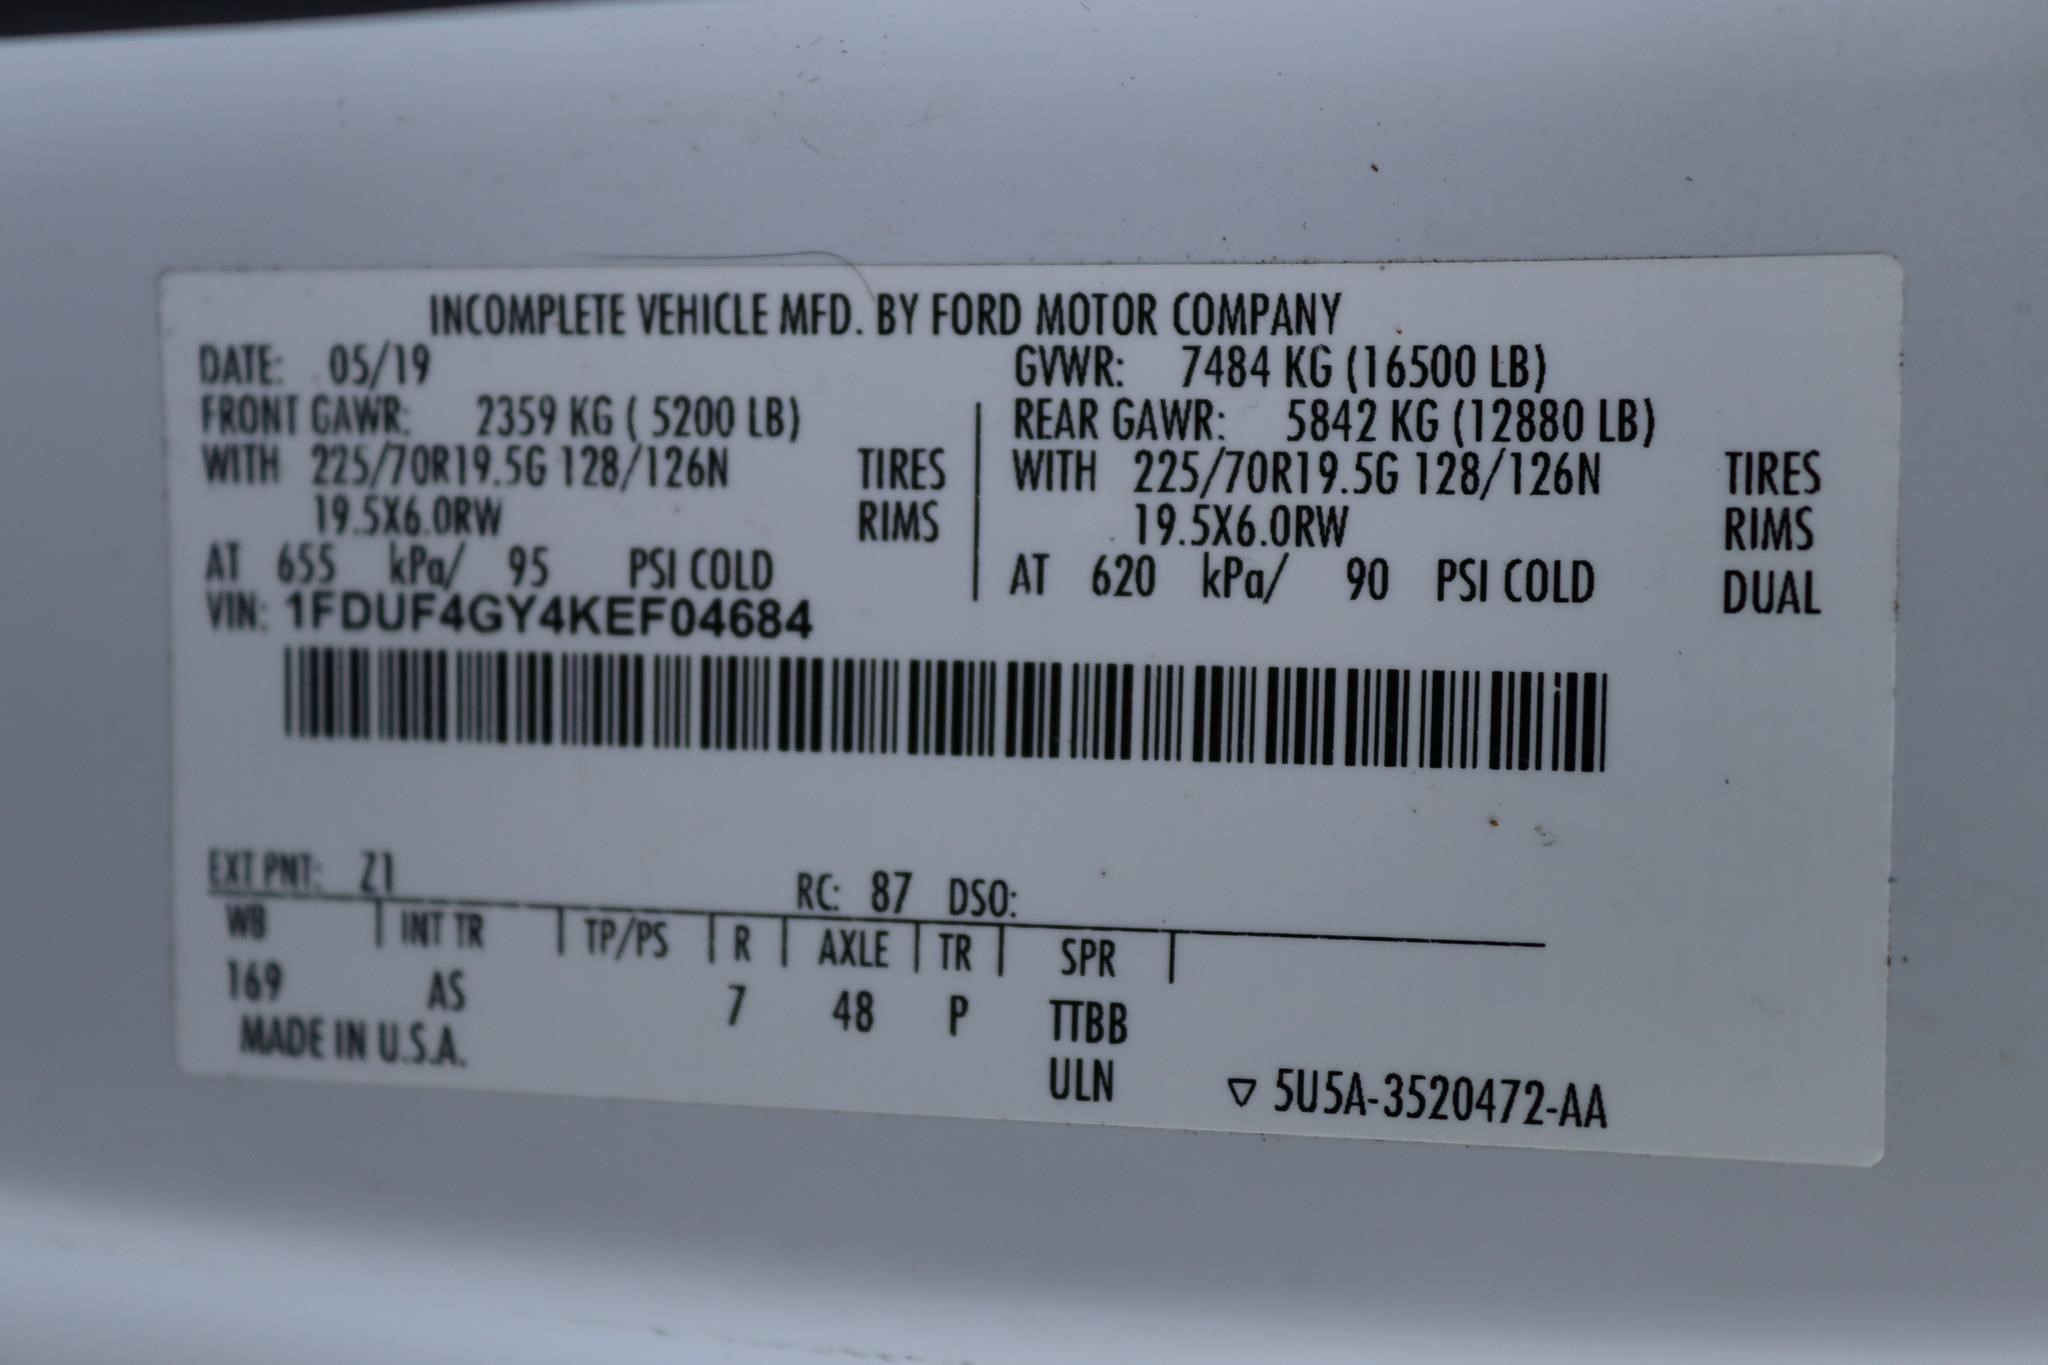 INCOMPLETE VEHICLE MFD. BY FORD MOTOR COMPANY
DATE: 05/19 GVWR: 7484 KG (16500 LB)
FRONT GAWR: 2359 KG ( 5200 LB) REAR GAWR: 5842 KG (12880 LB)
WITH 225/70R19.5G 128/126N TIRES WITH 225/70R19.5G 128/126N TIRES
19.5X6.0RW RIMS 19.5X6.0RW RIMS
AT 655 kPa/ 95 PSI COLD AT 620 kPa/ 90 PSI COLD DUAL
VIN: 1FDUF4GY4KEF04684
EXT PNT: Z1 RC: 87 DSO:
WB INT TR TP/PS R AXLE TR SPR
169 AS 7 48 P TTBB
MADE IN U.S.A. ULN ▽ 5U5A-3520472-AA